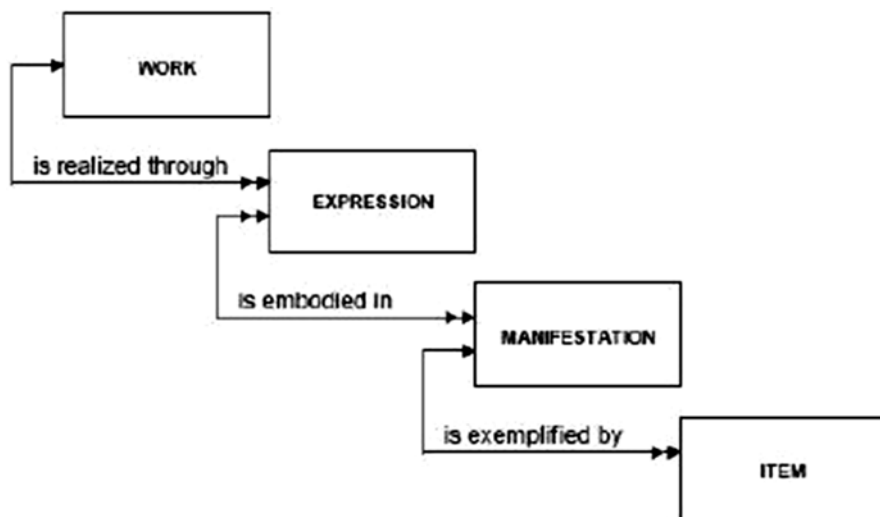 WORK
is realized through
EXPRESSION
is embodied in
MANIFESTATION
is exemplified by
ITEM